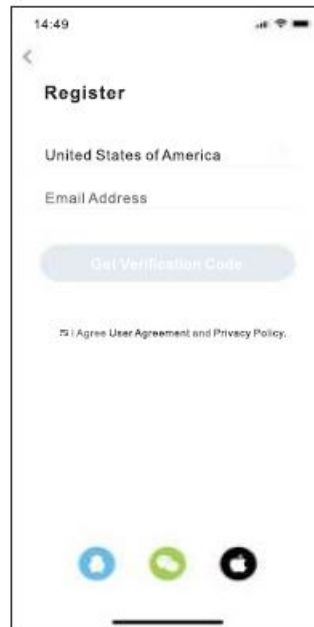 14:49
Register
United States of America
Email Address
Get Verification Code
I Agree User Agreement and Privacy Policy.